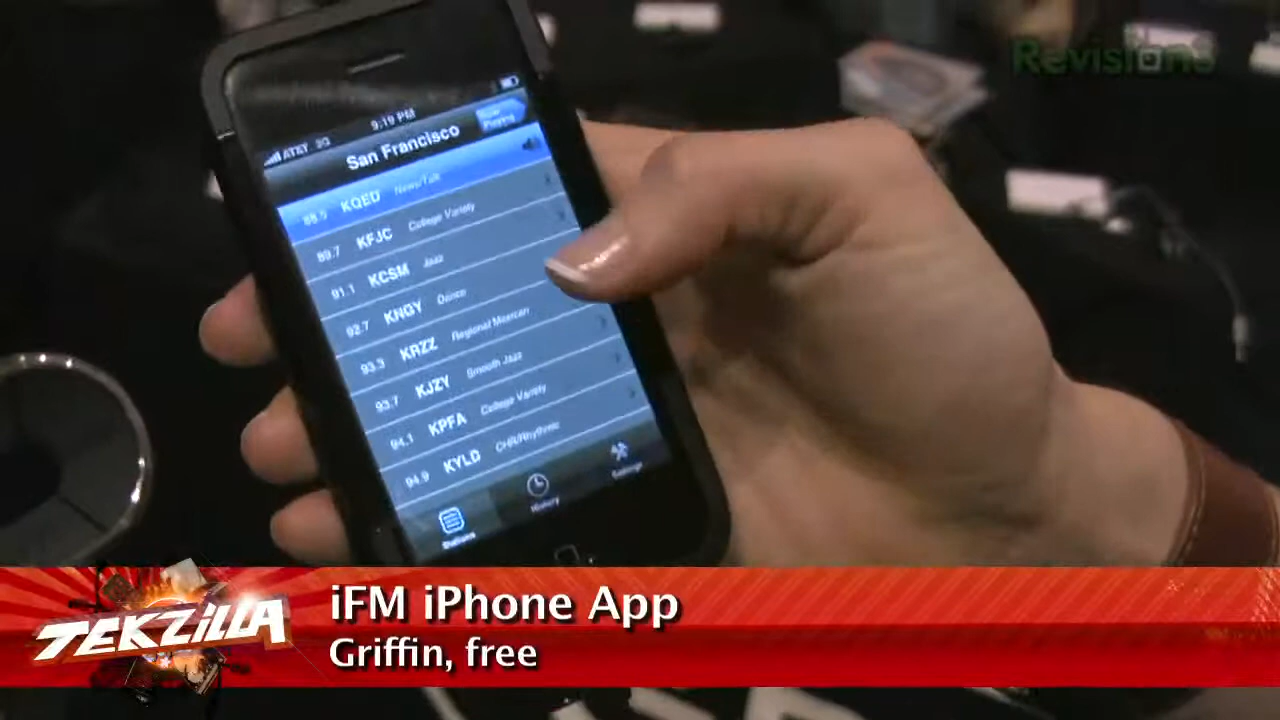 Revision3
9:19 PM
AT&T 3G
San Francisco
Now Playing
88.5 KQED News/Talk
89.7 KFJC College Variety
91.1 KCSM Jazz
92.7 KNGY Dance
93.3 KRZZ Regional Mexican
93.7 KJZY Smooth Jazz
94.1 KPFA College Variety
94.9 KYLD CHR/Rhythmic
Stations
History
Settings
TEKZILLA
iFM iPhone App
Griffin, free